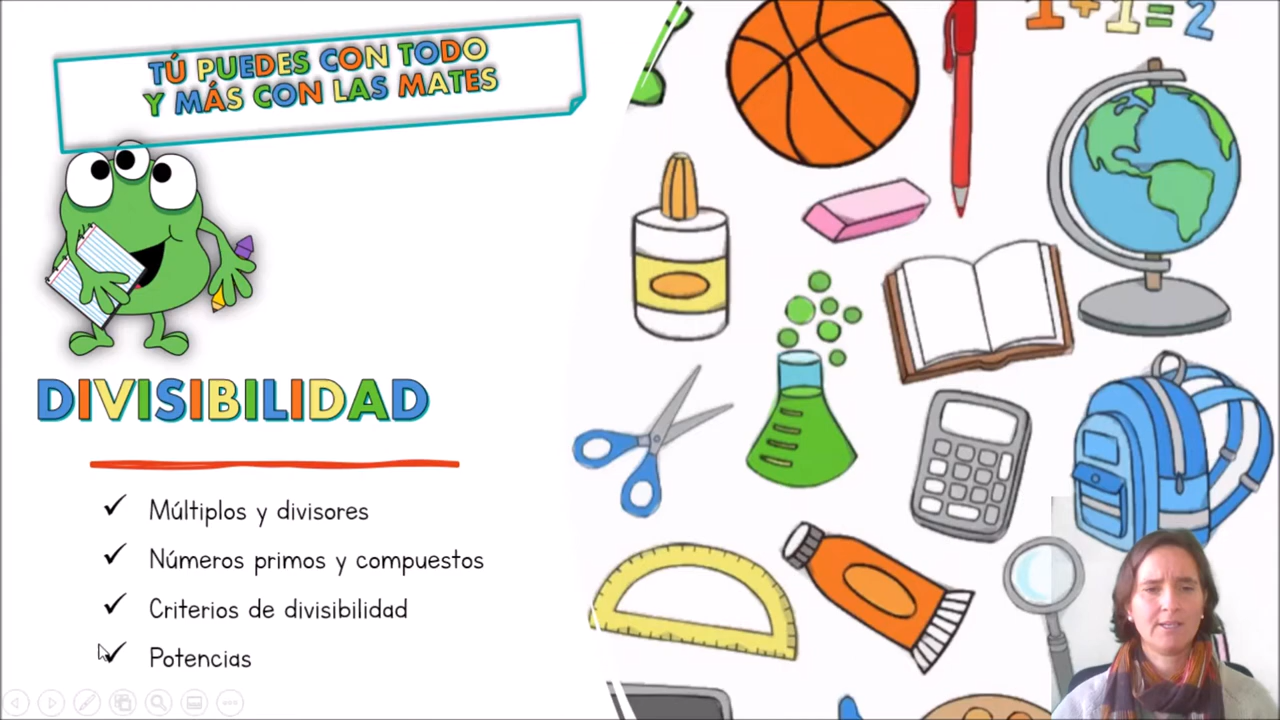 TÚ PUEDES CON TODO
Y MÁS CON LAS MATES
1+1=2
DIVISIBILIDAD
Múltiplos y divisores
Números primos y compuestos
Criterios de divisibilidad
Potencias